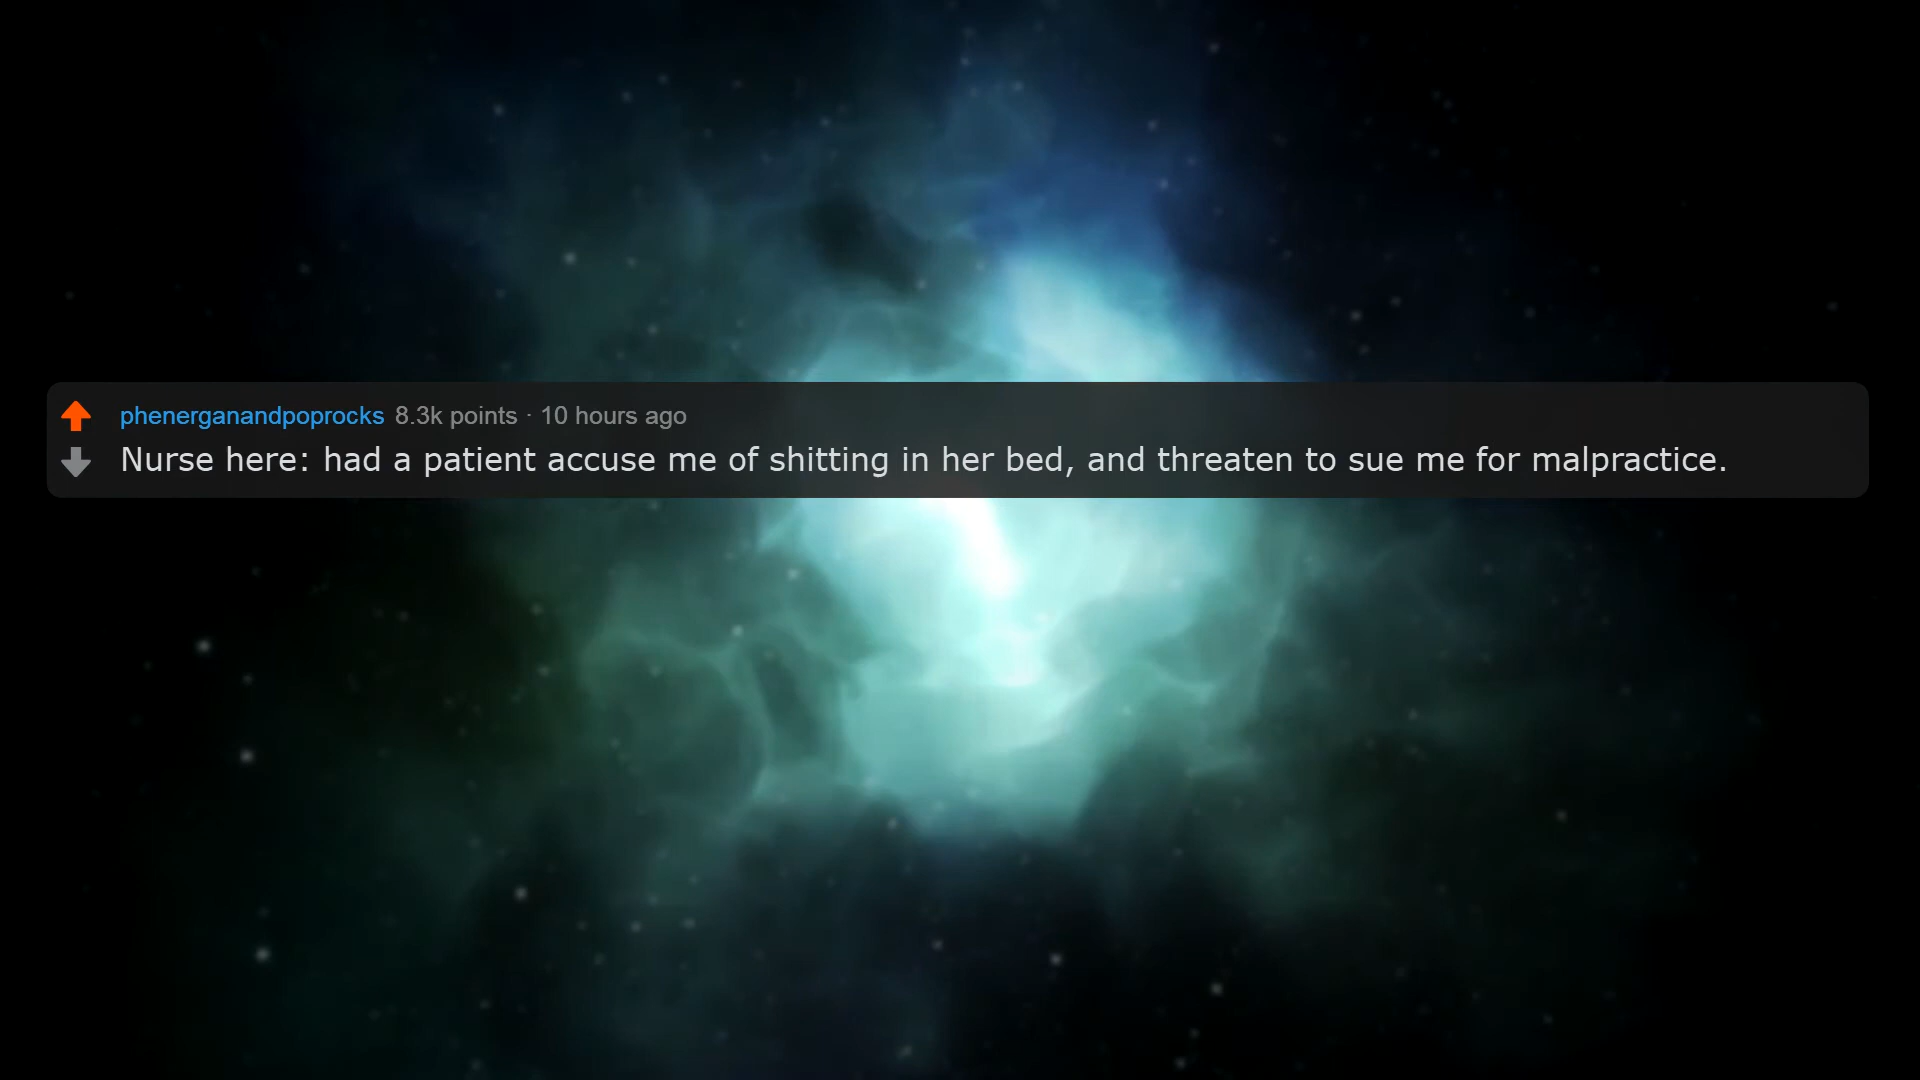 phenerganandpoprocks 8.3k points · 10 hours ago
Nurse here: had a patient accuse me of shitting in her bed, and threaten to sue me for malpractice.